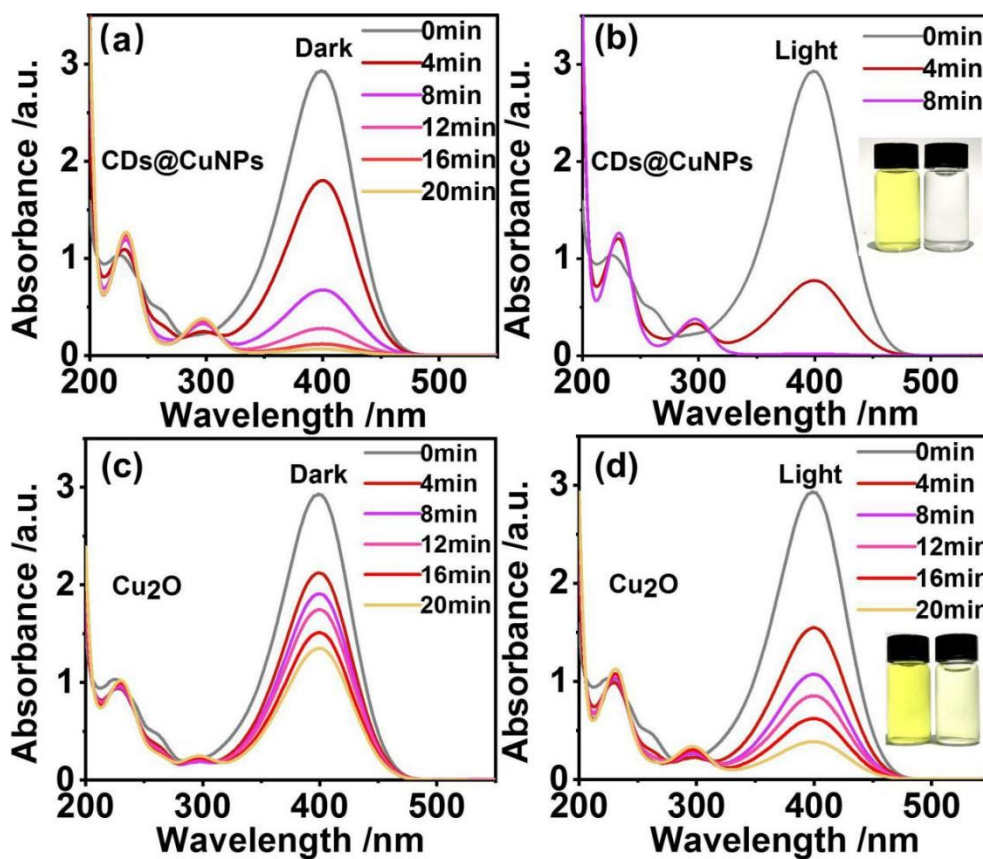 (a)
Dark
CDs@CuNPs
0min
4min
8min
12min
16min
20min
3
2
1
0
Absorbance /a.u.
200 300 400 500
Wavelength /nm
(b)
Light
CDs@CuNPs
0min
4min
8min
3
2
1
0
Absorbance /a.u.
200 300 400 500
Wavelength /nm
(c)
Dark
Cu₂O
0min
4min
8min
12min
16min
20min
3
2
1
0
Absorbance /a.u.
200 300 400 500
Wavelength /nm
(d)
Light
Cu₂O
0min
4min
8min
12min
16min
20min
3
2
1
0
Absorbance /a.u.
200 300 400 500
Wavelength /nm